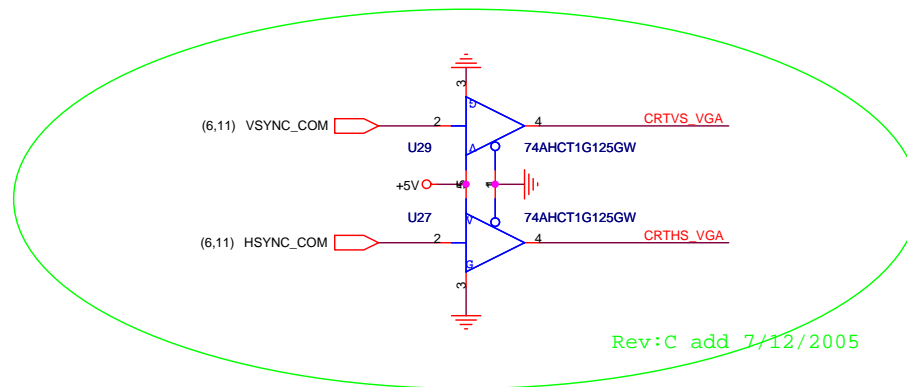 3
G
(6,11) VSYNC_COM 2 4 CRTVS_VGA
U29 V 74AHCT1G125GW
+5V 5 1
U27 V 74AHCT1G125GW
(6,11) HSYNC_COM 2 4 CRTHS_VGA
G
3
Rev:C add 7/12/2005